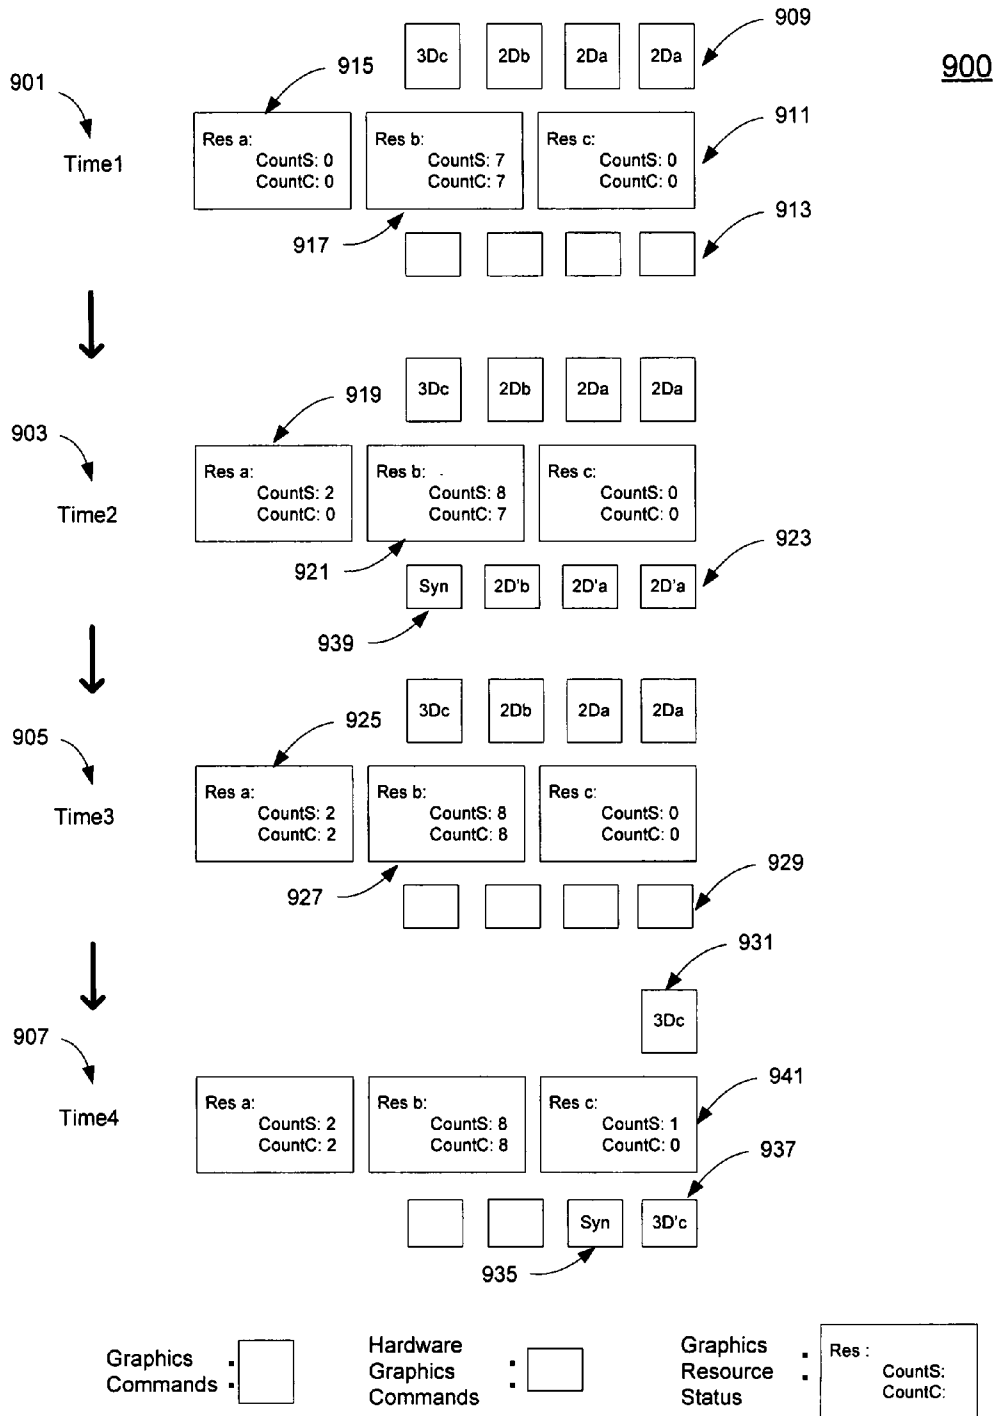 900
909
3Dc 2Db 2Da 2Da
915
901
911
Time1
Res a:
CountS: 0
CountC: 0
Res b:
CountS: 7
CountC: 7
Res c:
CountS: 0
CountC: 0
913
917
3Dc 2Db 2Da 2Da
919
903
Time2
Res a:
CountS: 2
CountC: 0
Res b:
CountS: 8
CountC: 7
Res c:
CountS: 0
CountC: 0
923
921
Syn 2D'b 2D'a 2D'a
939
3Dc 2Db 2Da 2Da
925
905
Time3
Res a:
CountS: 2
CountC: 2
Res b:
CountS: 8
CountC: 8
Res c:
CountS: 0
CountC: 0
929
927
931
3Dc
907
941
Time4
Res a:
CountS: 2
CountC: 2
Res b:
CountS: 8
CountC: 8
Res c:
CountS: 1
CountC: 0
937
Syn 3D'c
935
Graphics
Commands :
Hardware
Graphics
Commands :
Graphics
Resource
Status :
Res :
CountS:
CountC: